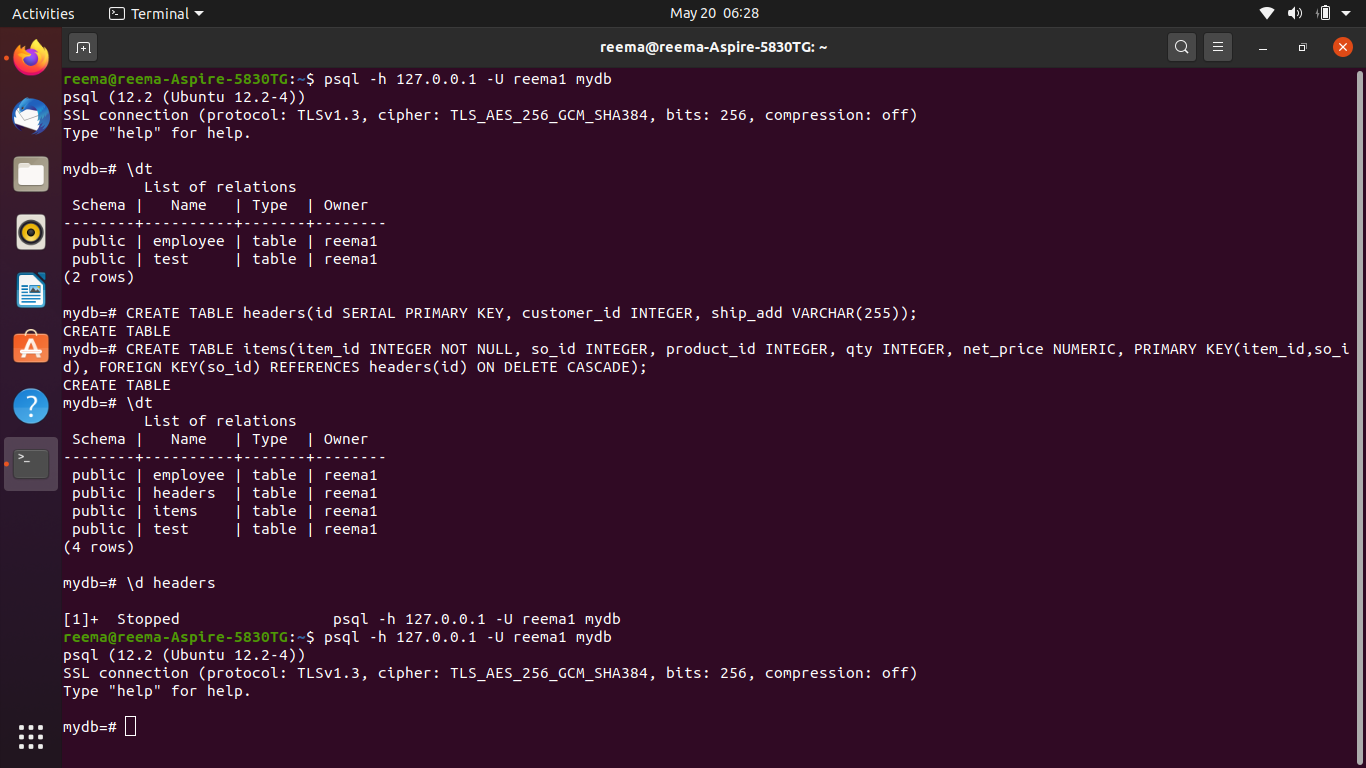 Activities
Terminal
May 20 06:28
reema@reema-Aspire-5830TG: ~
reema@reema-Aspire-5830TG:~$ psql -h 127.0.0.1 -U reema1 mydb
psql (12.2 (Ubuntu 12.2-4))
SSL connection (protocol: TLSv1.3, cipher: TLS_AES_256_GCM_SHA384, bits: 256, compression: off)
Type "help" for help.
mydb=# \dt
         List of relations
 Schema |   Name   | Type  | Owner
--------+----------+-------+--------
 public | employee | table | reema1
 public | test     | table | reema1
(2 rows)
mydb=# CREATE TABLE headers(id SERIAL PRIMARY KEY, customer_id INTEGER, ship_add VARCHAR(255));
CREATE TABLE
mydb=# CREATE TABLE items(item_id INTEGER NOT NULL, so_id INTEGER, product_id INTEGER, qty INTEGER, net_price NUMERIC, PRIMARY KEY(item_id,so_i
d), FOREIGN KEY(so_id) REFERENCES headers(id) ON DELETE CASCADE);
CREATE TABLE
mydb=# \dt
         List of relations
 Schema |   Name   | Type  | Owner
--------+----------+-------+--------
 public | employee | table | reema1
 public | headers  | table | reema1
 public | items    | table | reema1
 public | test     | table | reema1
(4 rows)
mydb=# \d headers
[1]+  Stopped                 psql -h 127.0.0.1 -U reema1 mydb
reema@reema-Aspire-5830TG:~$ psql -h 127.0.0.1 -U reema1 mydb
psql (12.2 (Ubuntu 12.2-4))
SSL connection (protocol: TLSv1.3, cipher: TLS_AES_256_GCM_SHA384, bits: 256, compression: off)
Type "help" for help.
mydb=#